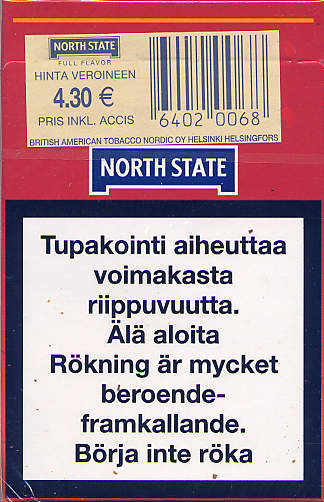 NORTH STATE
FULL FLAVOR
HINTA VEROINEEN
4.30 €
PRIS INKL. ACCIS
6402 0068
BRITISH AMERICAN TOBACCO NORDIC OY HELSINKI HELSINGFORS
NORTH STATE
Tupakointi aiheuttaa
voimakasta
riippuvuutta.
Älä aloita
Rökning är mycket
beroende-
framkallande.
Börja inte röka